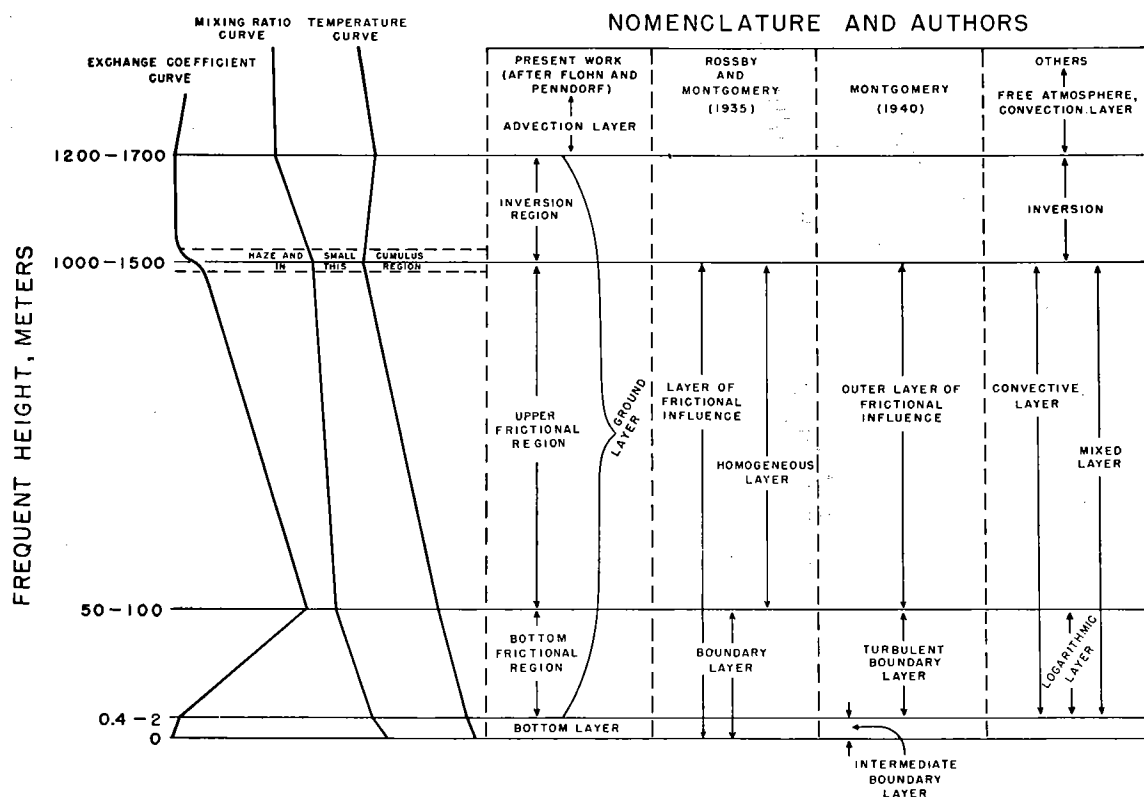 NOMENCLATURE AND AUTHORS
MIXING RATIO
CURVE
TEMPERATURE
CURVE
EXCHANGE COEFFICIENT
CURVE
PRESENT WORK
(AFTER FLOHN AND
PENNDORF)
ADVECTION LAYER
ROSSBY
AND
MONTGOMERY
(1935)
MONTGOMERY
(1940)
OTHERS
FREE ATMOSPHERE,
CONVECTION LAYER
FREQUENT HEIGHT, METERS
1200-1700
INVERSION
REGION
INVERSION
HAZE AND SMALL CUMULUS
IN THIS REGION
1000-1500
UPPER
FRICTIONAL
REGION
GROUND
LAYER
LAYER OF
FRICTIONAL
INFLUENCE
HOMOGENEOUS
LAYER
OUTER LAYER OF
FRICTIONAL
INFLUENCE
CONVECTIVE
LAYER
MIXED
LAYER
50-100
BOTTOM
FRICTIONAL
REGION
BOUNDARY
LAYER
TURBULENT
BOUNDARY
LAYER
LOGARITHMIC
LAYER
0.4-2
BOTTOM LAYER
0
INTERMEDIATE
BOUNDARY
LAYER